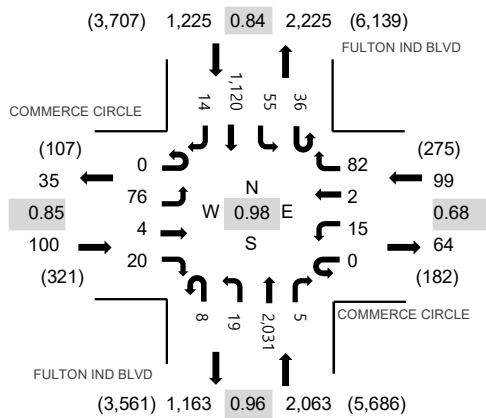 (3,707) 1,225 0.84 2,225 (6,139)
FULTON IND BLVD
14 1,120 55 36
COMMERCE CIRCLE
(107) (275)
0 82
35 99
76 N 2
0.85 W 0.98 E 0.68
4 S 15
100 64
20 0
(321) (182)
8 19 2,031 5
COMMERCE CIRCLE
FULTON IND BLVD
(3,561) 1,163 0.96 2,063 (5,686)